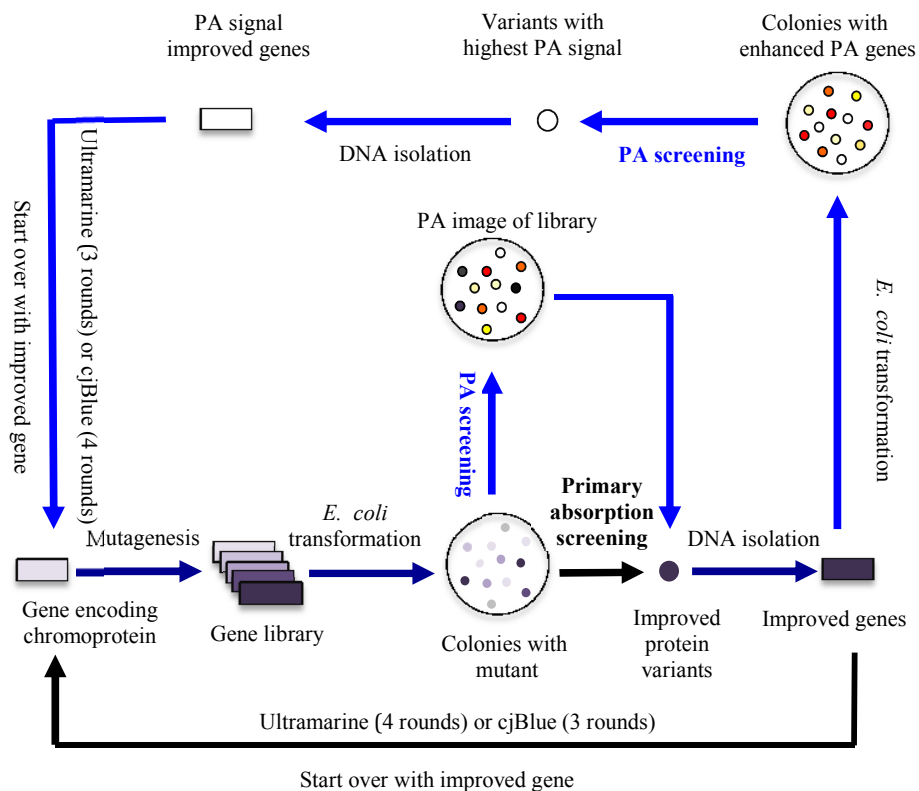 PA signal
improved genes
Variants with
highest PA signal
Colonies with
enhanced PA genes
DNA isolation
PA screening
PA image of library
Start over with improved gene
Ultramarine (3 rounds) or cjBlue (4 rounds)
PA screening
E. coli transformation
Primary
absorption
screening
Mutagenesis
E. coli
transformation
DNA isolation
Gene encoding
chromoprotein
Gene library
Colonies with
mutant
Improved
protein
variants
Improved genes
Ultramarine (4 rounds) or cjBlue (3 rounds)
Start over with improved gene